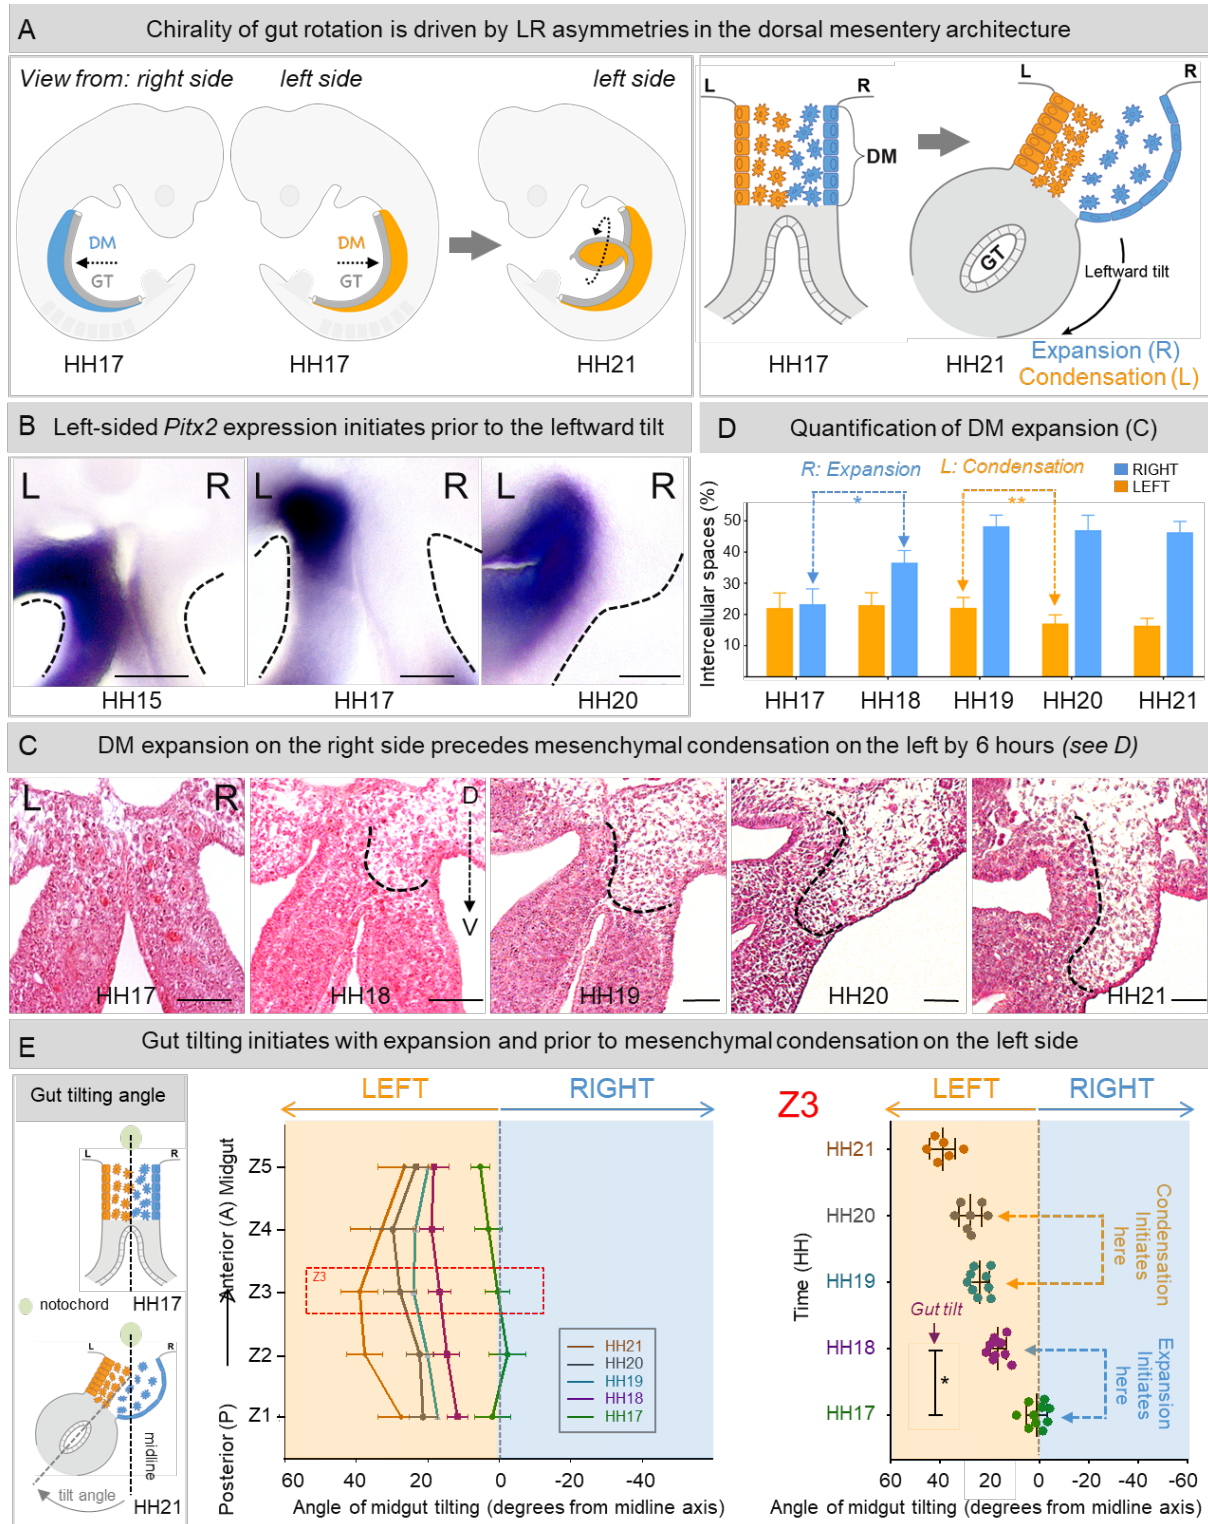 A Chirality of gut rotation is driven by LR asymmetries in the dorsal mesentery architecture
View from: right side left side left side
DM
GT
HH17
DM
GT
HH17
HH21
L R
DM
HH17
L R
GT
Leftward tilt
HH21
Expansion (R)
Condensation (L)
B Left-sided Pitx2 expression initiates prior to the leftward tilt
L R
HH15
L R
HH17
L R
HH20
D Quantification of DM expansion (C)
R: Expansion L: Condensation
RIGHT
LEFT
* **
Intercellular spaces (%)
50
40
30
20
10
HH17 HH18 HH19 HH20 HH21
C DM expansion on the right side precedes mesenchymal condensation on the left by 6 hours (see D)
L R
HH17
D
V
HH18
HH19
HH20
HH21
E Gut tilting initiates with expansion and prior to mesenchymal condensation on the left side
Gut tilting angle
L R
notochord HH17
L R
midline
tilt angle
HH21
LEFT RIGHT
Posterior (P) Anterior (A) Midgut
Z5
Z4
Z3
Z2
Z1
Z3
HH21
HH20
HH19
HH18
HH17
60 40 20 0 -20 -40 -60
Angle of midgut tilting (degrees from midline axis)
Z3
LEFT RIGHT
Time (HH)
HH21
HH20
HH19
HH18
HH17
Gut tilt
*
Condensation
Initiates
here
Expansion
Initiates
here
60 40 20 0 -20 -40 -60
Angle of midgut tilting (degrees from midline axis)